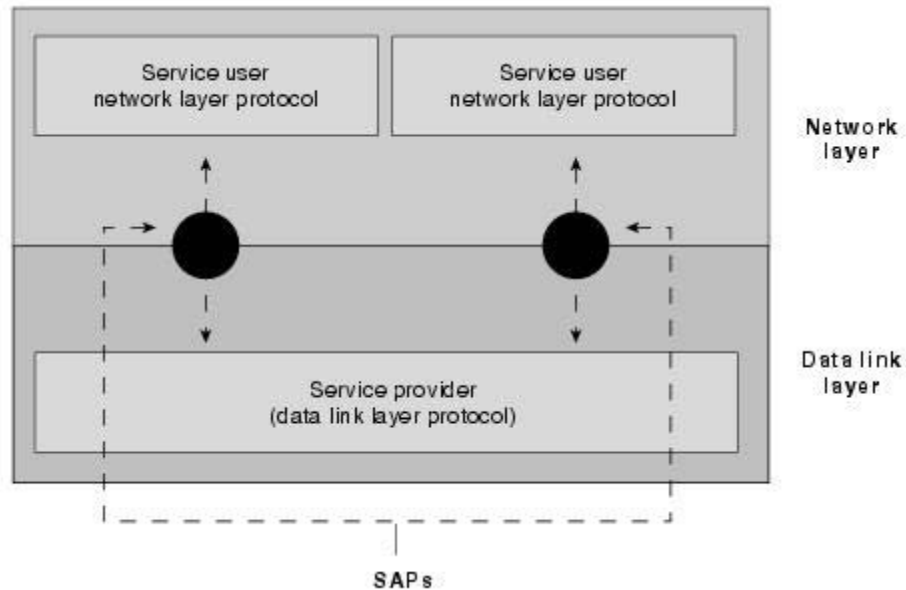 Service user
network layer protocol
Service user
network layer protocol
Network
layer
Data link
layer
Service provider
(data link layer protocol)
SAPs